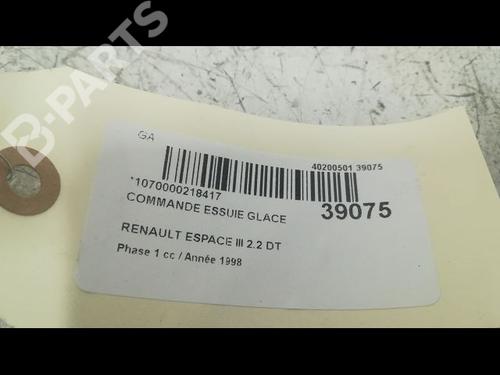 B-PARTS
GA
40200501 39075
*1070000218417
COMMANDE ESSUIE GLACE
39075
RENAULT ESPACE III 2.2 DT
Phase 1 cc / Année 1998